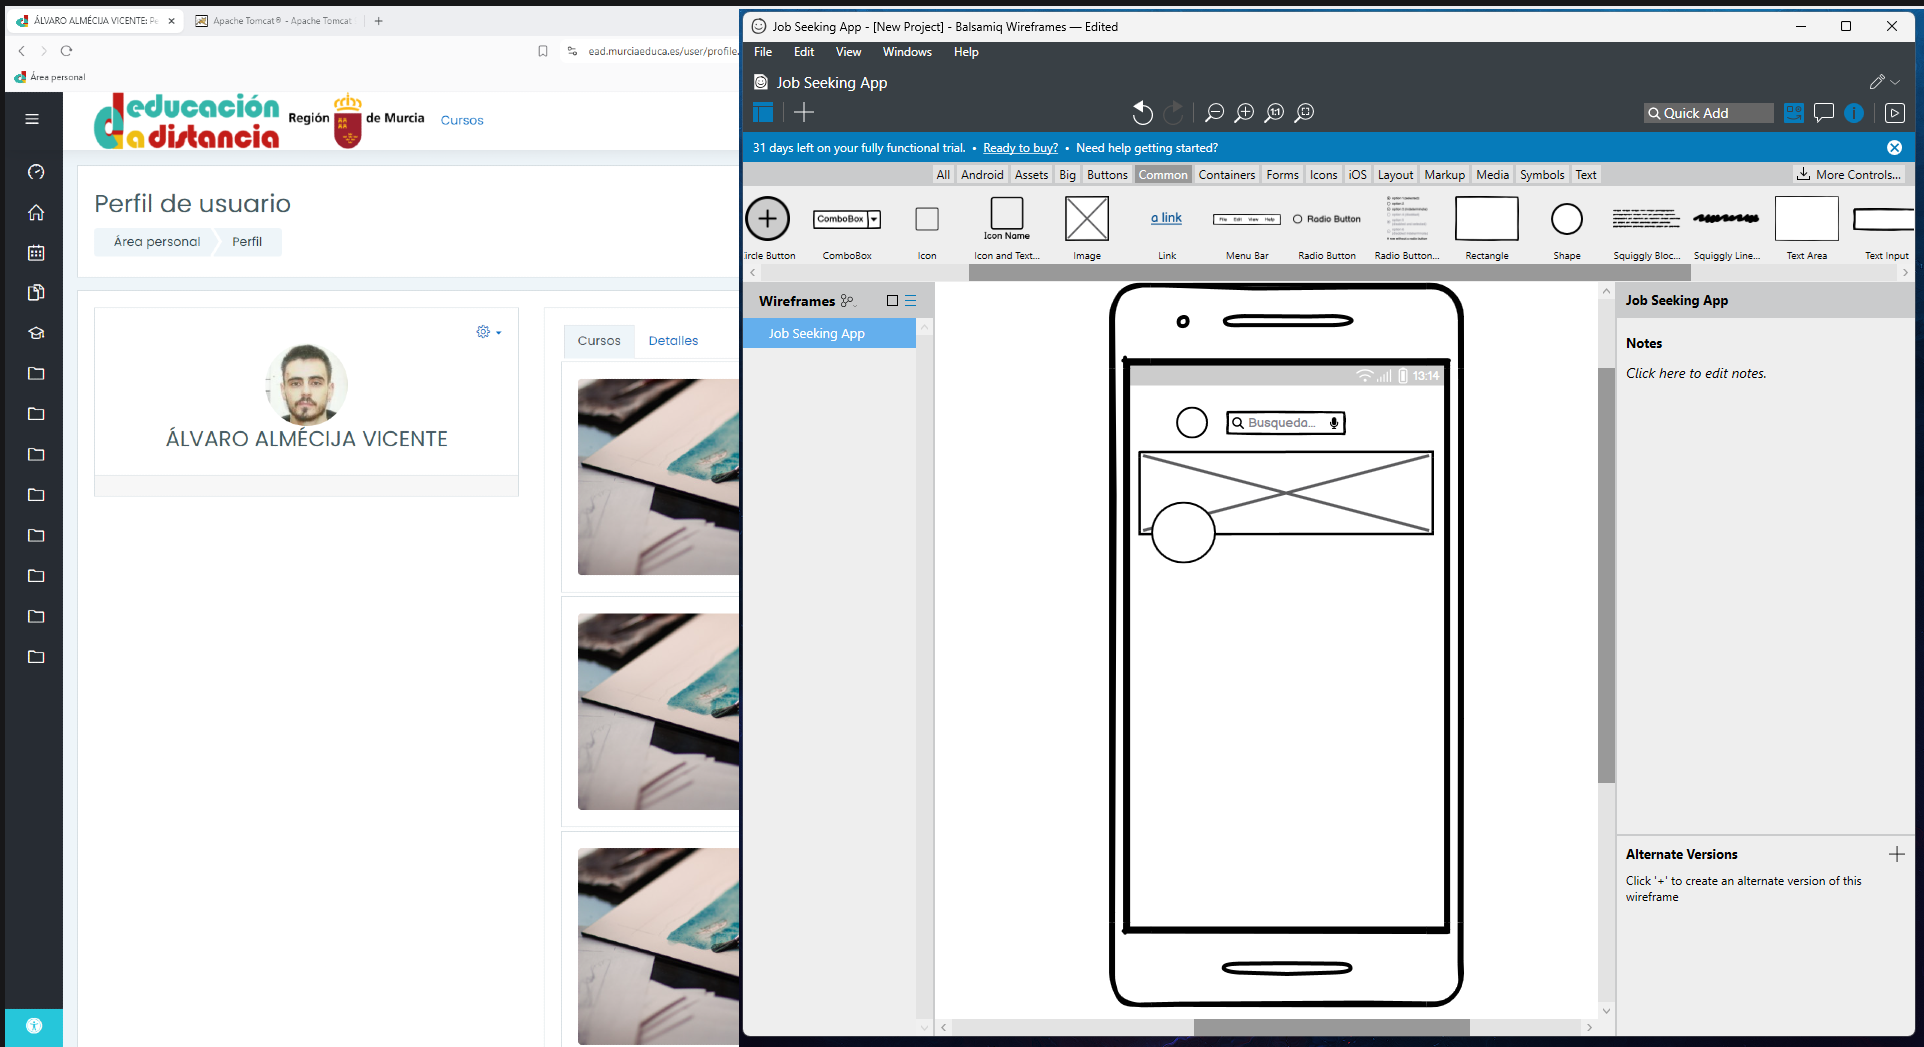 ÁLVARO ALMÉCIJA VICENTE: Pe
Apache Tomcat® - Apache Tomcat
ead.murciaeduca.es/user/profile.
Área personal
educación a distancia
Región de Murcia
Cursos
Perfil de usuario
Área personal
Perfil
ÁLVARO ALMÉCIJA VICENTE
Cursos
Detalles
Job Seeking App - [New Project] - Balsamiq Wireframes — Edited
File Edit View Windows Help
Job Seeking App
1:1
Quick Add
31 days left on your fully functional trial. • Ready to buy? • Need help getting started?
All Android Assets Big Buttons Common Containers Forms Icons iOS Layout Markup Media Symbols Text
More Controls...
ComboBox
Icon Name
a link
File Edit View Help
Radio Button
ircle Button
ComboBox
Icon
Icon and Text...
Image
Link
Menu Bar
Radio Button
Radio Button...
Rectangle
Shape
Squiggly Bloc...
Squiggly Line...
Text Area
Text Input
Wireframes
Job Seeking App
13:14
Busqueda...
Job Seeking App
Notes
Click here to edit notes.
Alternate Versions
Click '+' to create an alternate version of this
wireframe